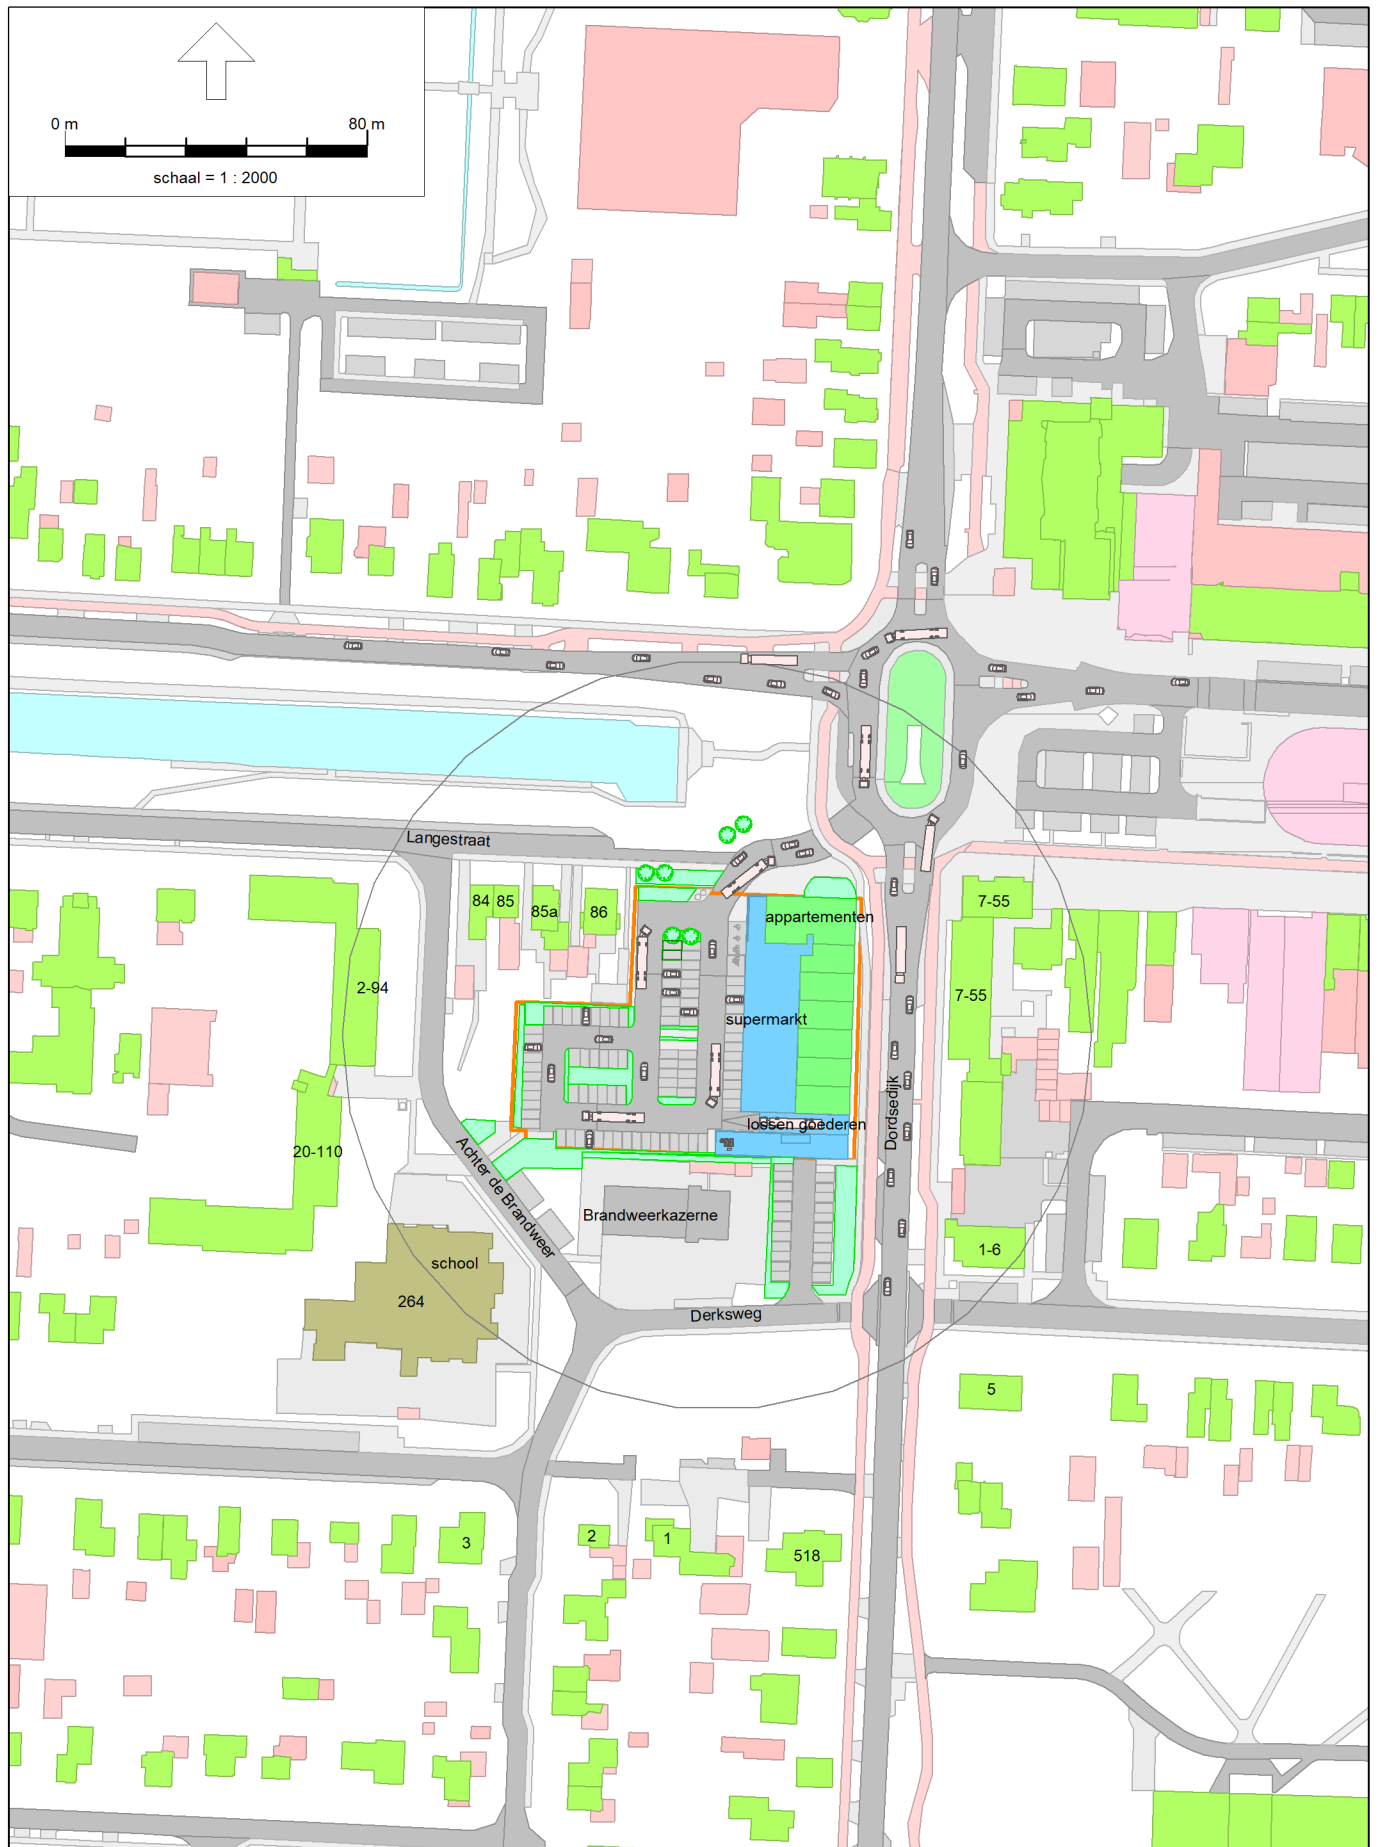 0 m 80 m
schaal = 1 : 2000
Langestraat
84 85 85a 86
appartementen
7-55
2-94
7-55
supermarkt
Dordsedijk
lossen goederen
20-110
Achter de Brandweer
Brandweerkazerne
school
1-6
264
Derksweg
5
3
2
1
518